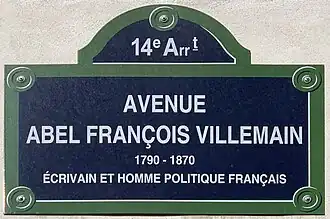 14e Arrt
AVENUE
ABEL FRANÇOIS VILLEMAIN
1790 - 1870
ÉCRIVAIN ET HOMME POLITIQUE FRANÇAIS